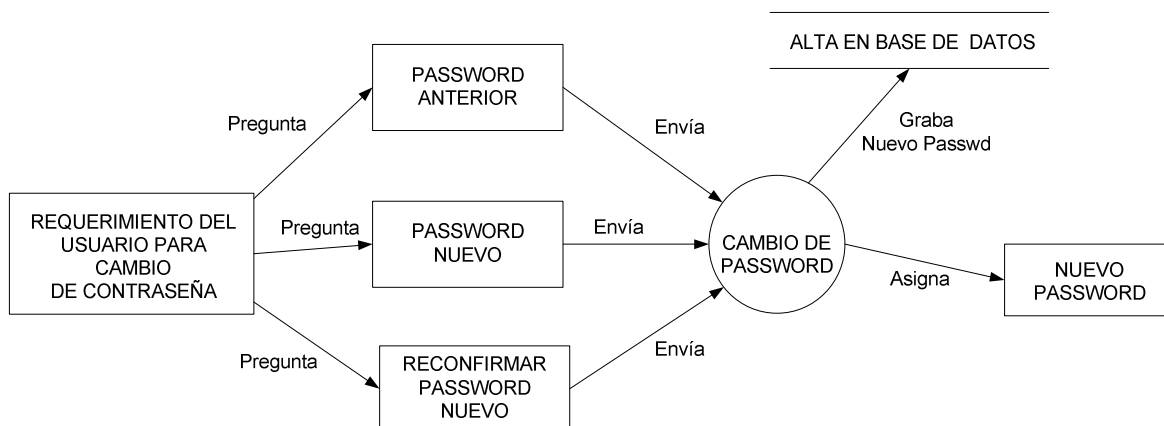 ALTA EN BASE DE DATOS
PASSWORD
ANTERIOR
Pregunta
Envía
Graba
Nuevo Passwd
REQUERIMIENTO DEL
USUARIO PARA
CAMBIO
DE CONTRASEÑA
Pregunta
PASSWORD
NUEVO
Envía
CAMBIO DE
PASSWORD
Asigna
NUEVO
PASSWORD
Pregunta
RECONFIRMAR
PASSWORD
NUEVO
Envía